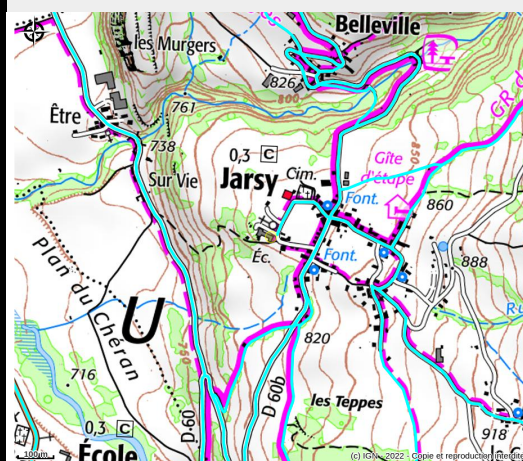 Belleville
les Murgers
826
800
761
Être
738
0,3 C
Gîte
d'étape
850
G.R. d
Sur Vie
Jarsy
Cim.
Font.
860
Plan du Chéran
Éc.
Font.
888
U
820
750
716
D 60b
D 60
les Teppes
0,3 C
École
918
100 m
(c) IGN - 2022 - Copie et reproduction interdite